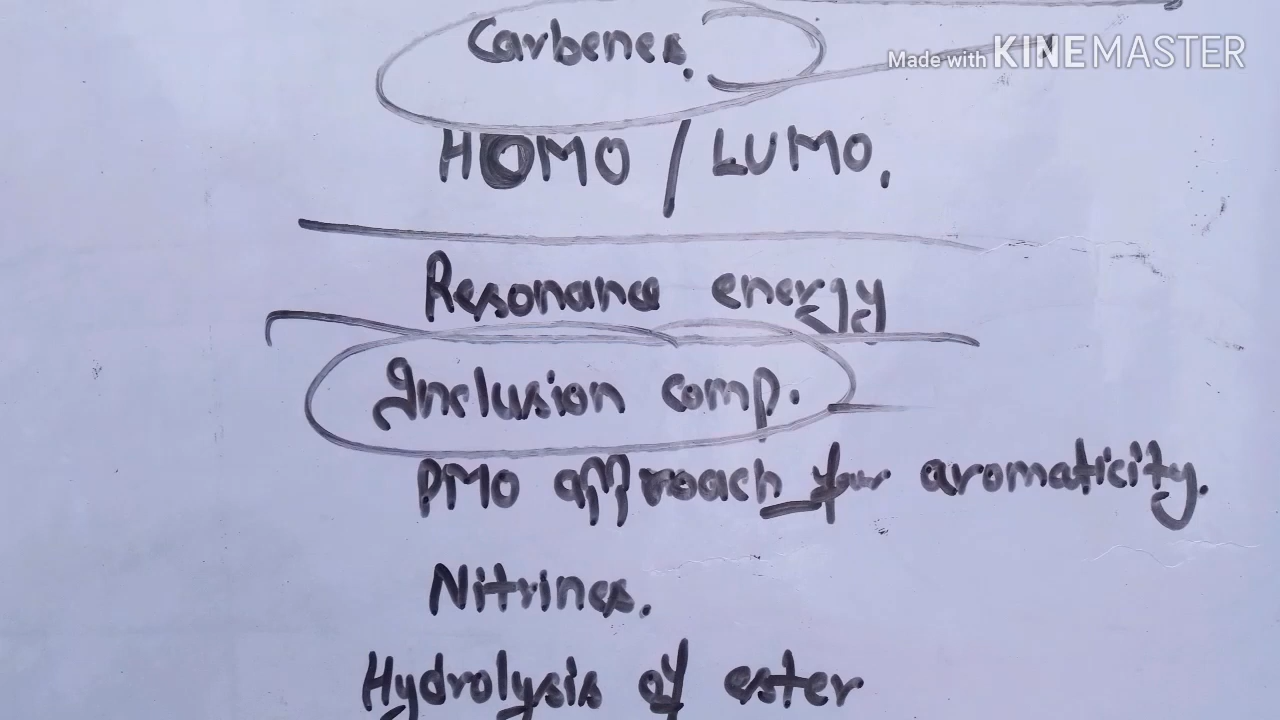 Carbenes.
Made with KINEMASTER
HOMO / LUMO.
Resonance energy
Inclusion comp.
PMO approach for aromaticity.
Nitrines.
Hydrolysis of ester